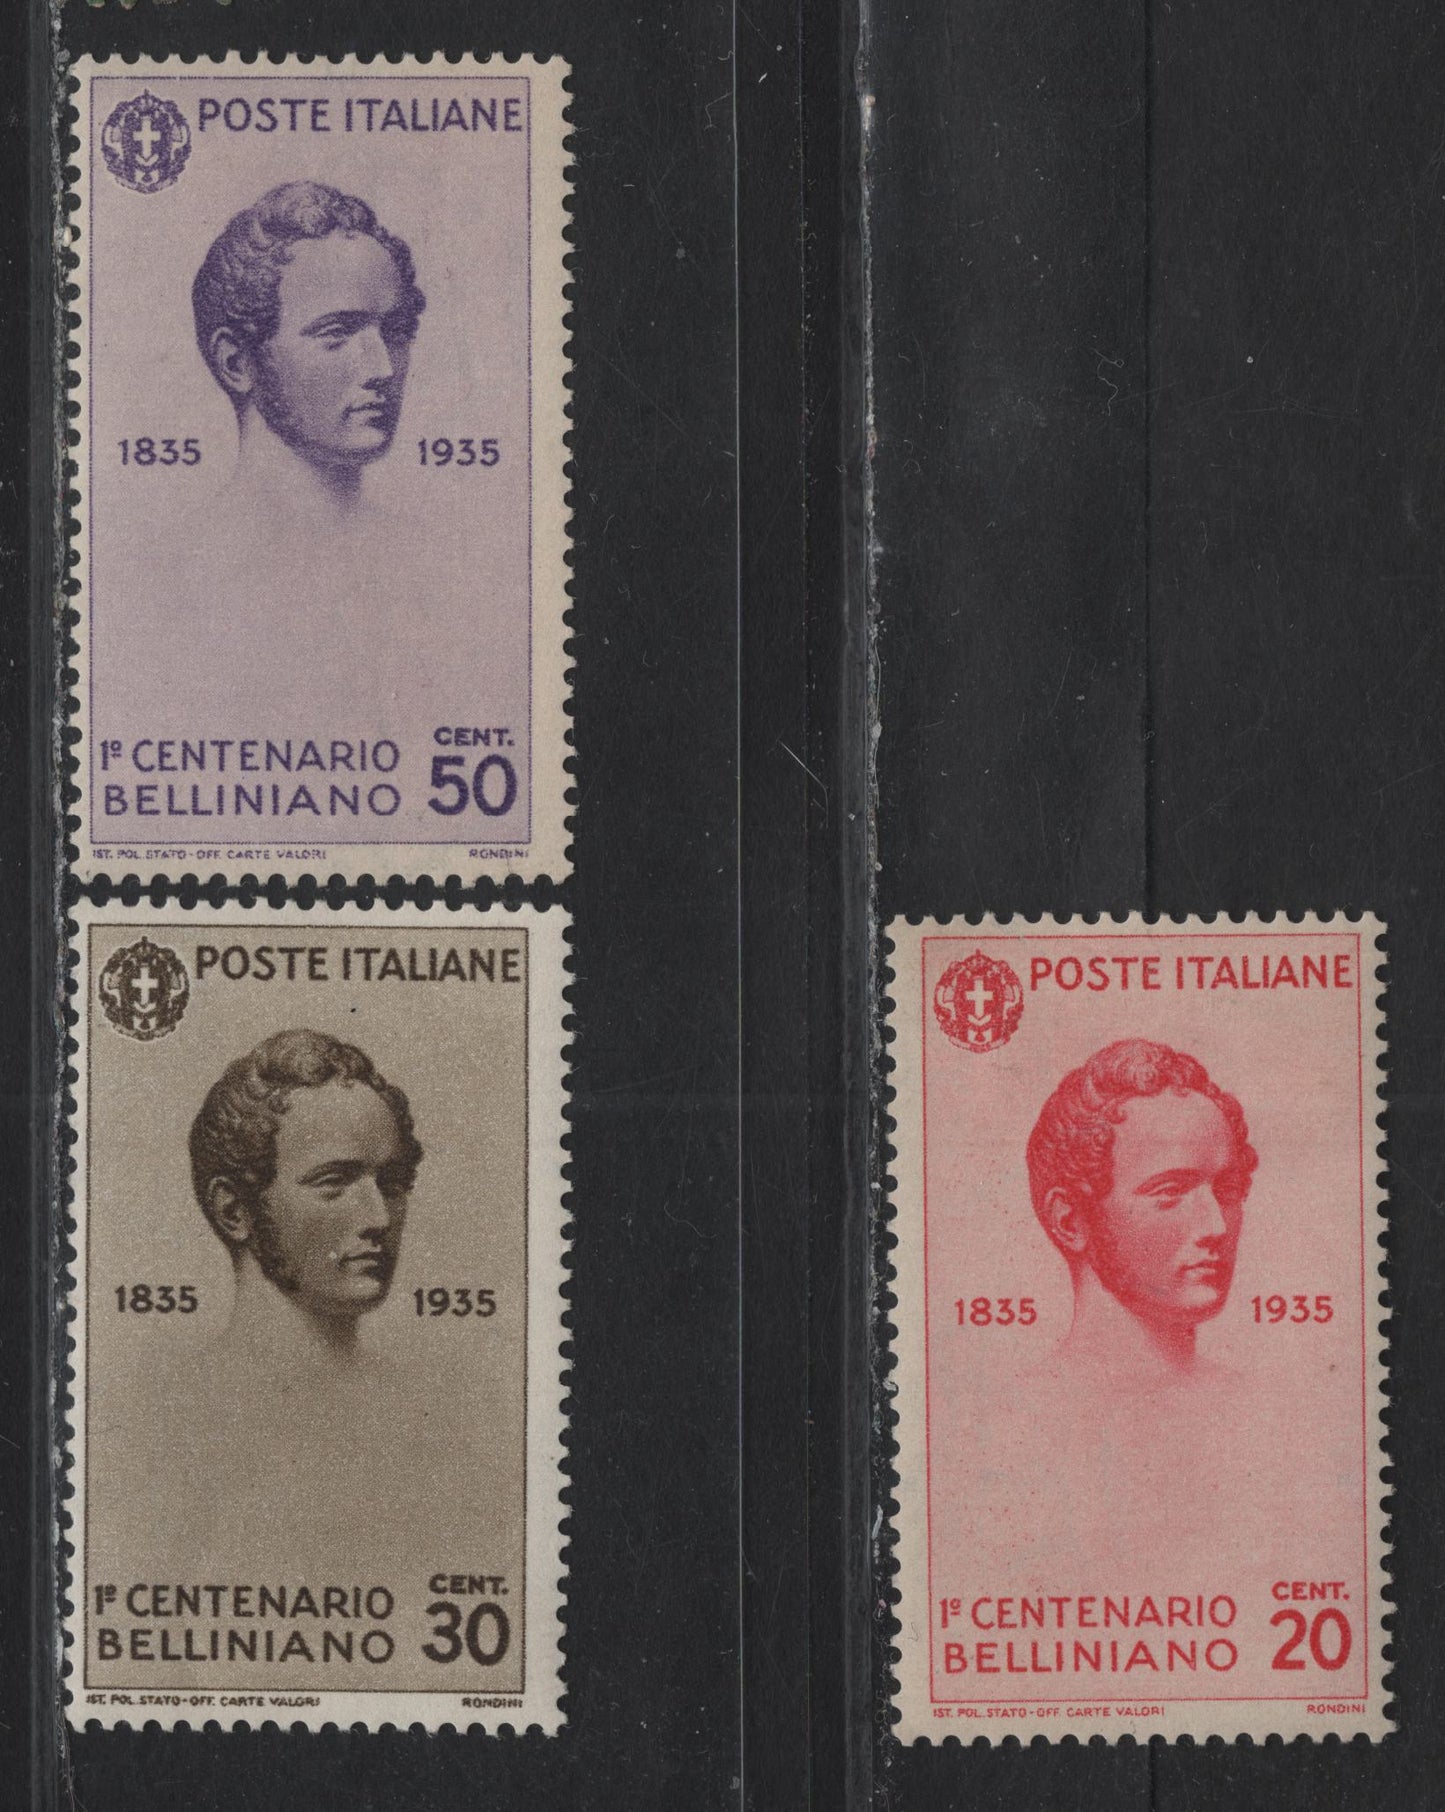 POSTE ITALIANE
1835 1935
1º CENTENARIO
BELLINIANO
CENT.
50
IST. POL. STATO - OFF. CARTE VALORI RONDINI
POSTE ITALIANE
1835 1935
1º CENTENARIO
BELLINIANO
CENT.
30
IST. POL. STATO - OFF. CARTE VALORI RONDINI
POSTE ITALIANE
1835 1935
1º CENTENARIO
BELLINIANO
CENT.
20
IST. POL. STATO - OFF. CARTE VALORI RONDINI